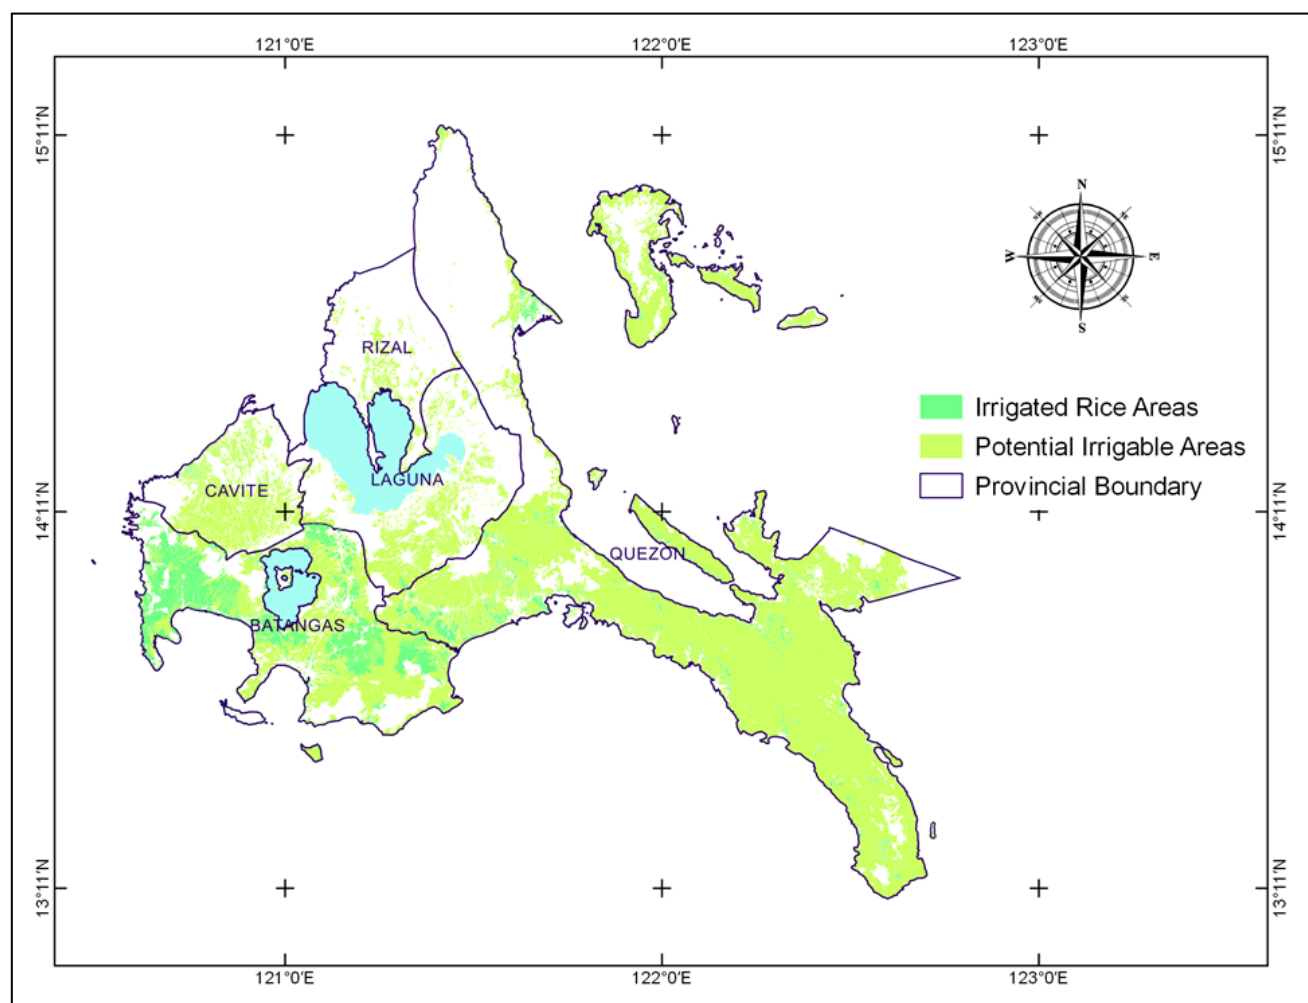 121°0'E 122°0'E 123°0'E
15°11'N 15°11'N
N
W E
S
RIZAL
Irrigated Rice Areas
Potential Irrigable Areas
Provincial Boundary
LAGUNA
CAVITE
14°11'N 14°11'N
QUEZON
BATANGAS
13°11'N 13°11'N
121°0'E 122°0'E 123°0'E